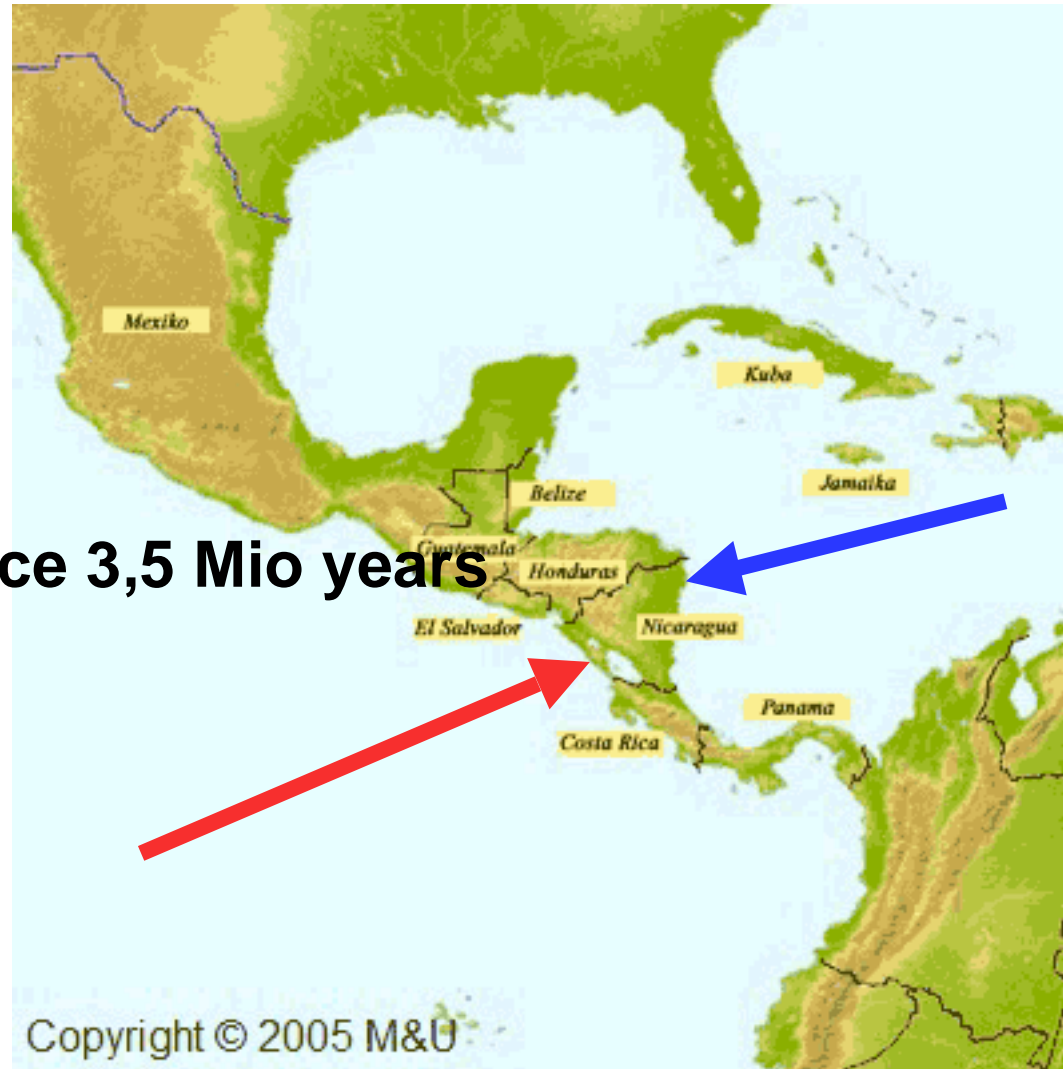 Mexiko
Kuba
Jamaika
Belize
Guatemala
ce 3,5 Mio years
Honduras
El Salvador
Nicaragua
Panama
Costa Rica
Copyright © 2005 M&U